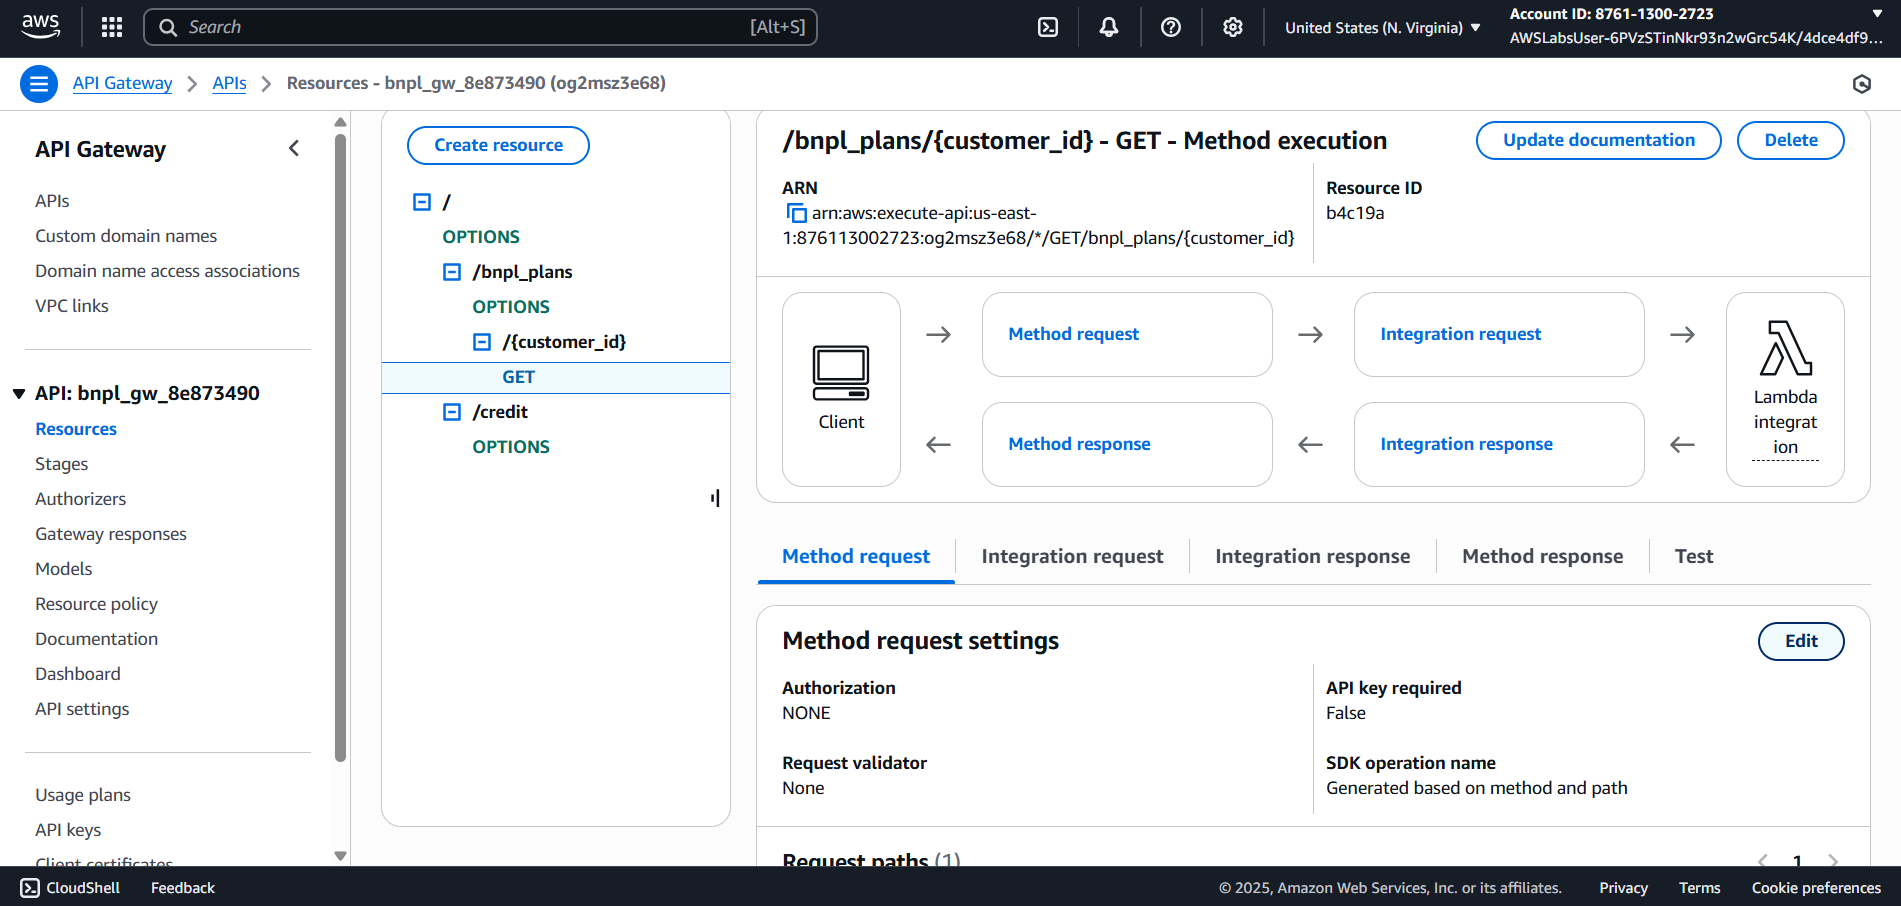 aws
Search
[Alt+S]
United States (N. Virginia)
Account ID: 8761-1300-2723
AWSLabsUser-6PVzSTinNkr93n2wGrc54K/4dce4df9...
API Gateway
APIs
Resources - bnpl_gw_8e873490 (og2msz3e68)
API Gateway
APIs
Custom domain names
Domain name access associations
VPC links
API: bnpl_gw_8e873490
Resources
Stages
Authorizers
Gateway responses
Models
Resource policy
Documentation
Dashboard
API settings
Usage plans
API keys
Client certificates
Create resource
/
OPTIONS
/bnpl_plans
OPTIONS
/{customer_id}
GET
/credit
OPTIONS
/bnpl_plans/{customer_id} - GET - Method execution
Update documentation
Delete
ARN
arn:aws:execute-api:us-east-
1:876113002723:og2msz3e68/*/GET/bnpl_plans/{customer_id}
Resource ID
b4c19a
Client
Method request
Integration request
Method response
Integration response
Lambda
integrat
ion
Method request
Integration request
Integration response
Method response
Test
Method request settings
Edit
Authorization
NONE
API key required
False
Request validator
None
SDK operation name
Generated based on method and path
Request paths (1)
1
CloudShell
Feedback
© 2025, Amazon Web Services, Inc. or its affiliates.
Privacy
Terms
Cookie preferences